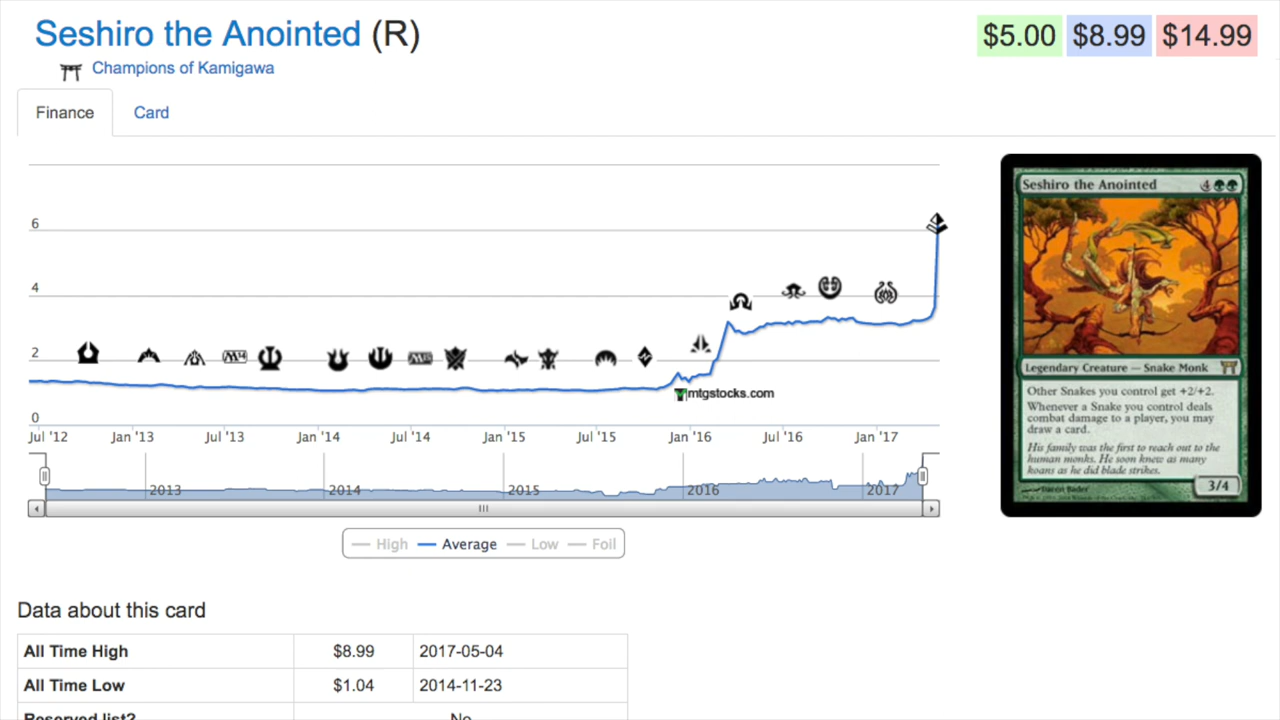 Seshiro the Anointed (R)
$5.00 $8.99 $14.99
Champions of Kamigawa
Finance Card
6
4
2
0
mtgstocks.com
Jul '12 Jan '13 Jul '13 Jan '14 Jul '14 Jan '15 Jul '15 Jan '16 Jul '16 Jan '17
2013 2014 2015 2016 2017
High Average Low Foil
Seshiro the Anointed 4
Legendary Creature — Snake Monk
Other Snakes you control get +2/+2.
Whenever a Snake you control deals
combat damage to a player, you may
draw a card.
His family was the first to reach out to the
human monks. He soon knew as many
koans as he did blade strikes.
3/4
Data about this card
All Time High $8.99 2017-05-04
All Time Low $1.04 2014-11-23
Reserved list? No